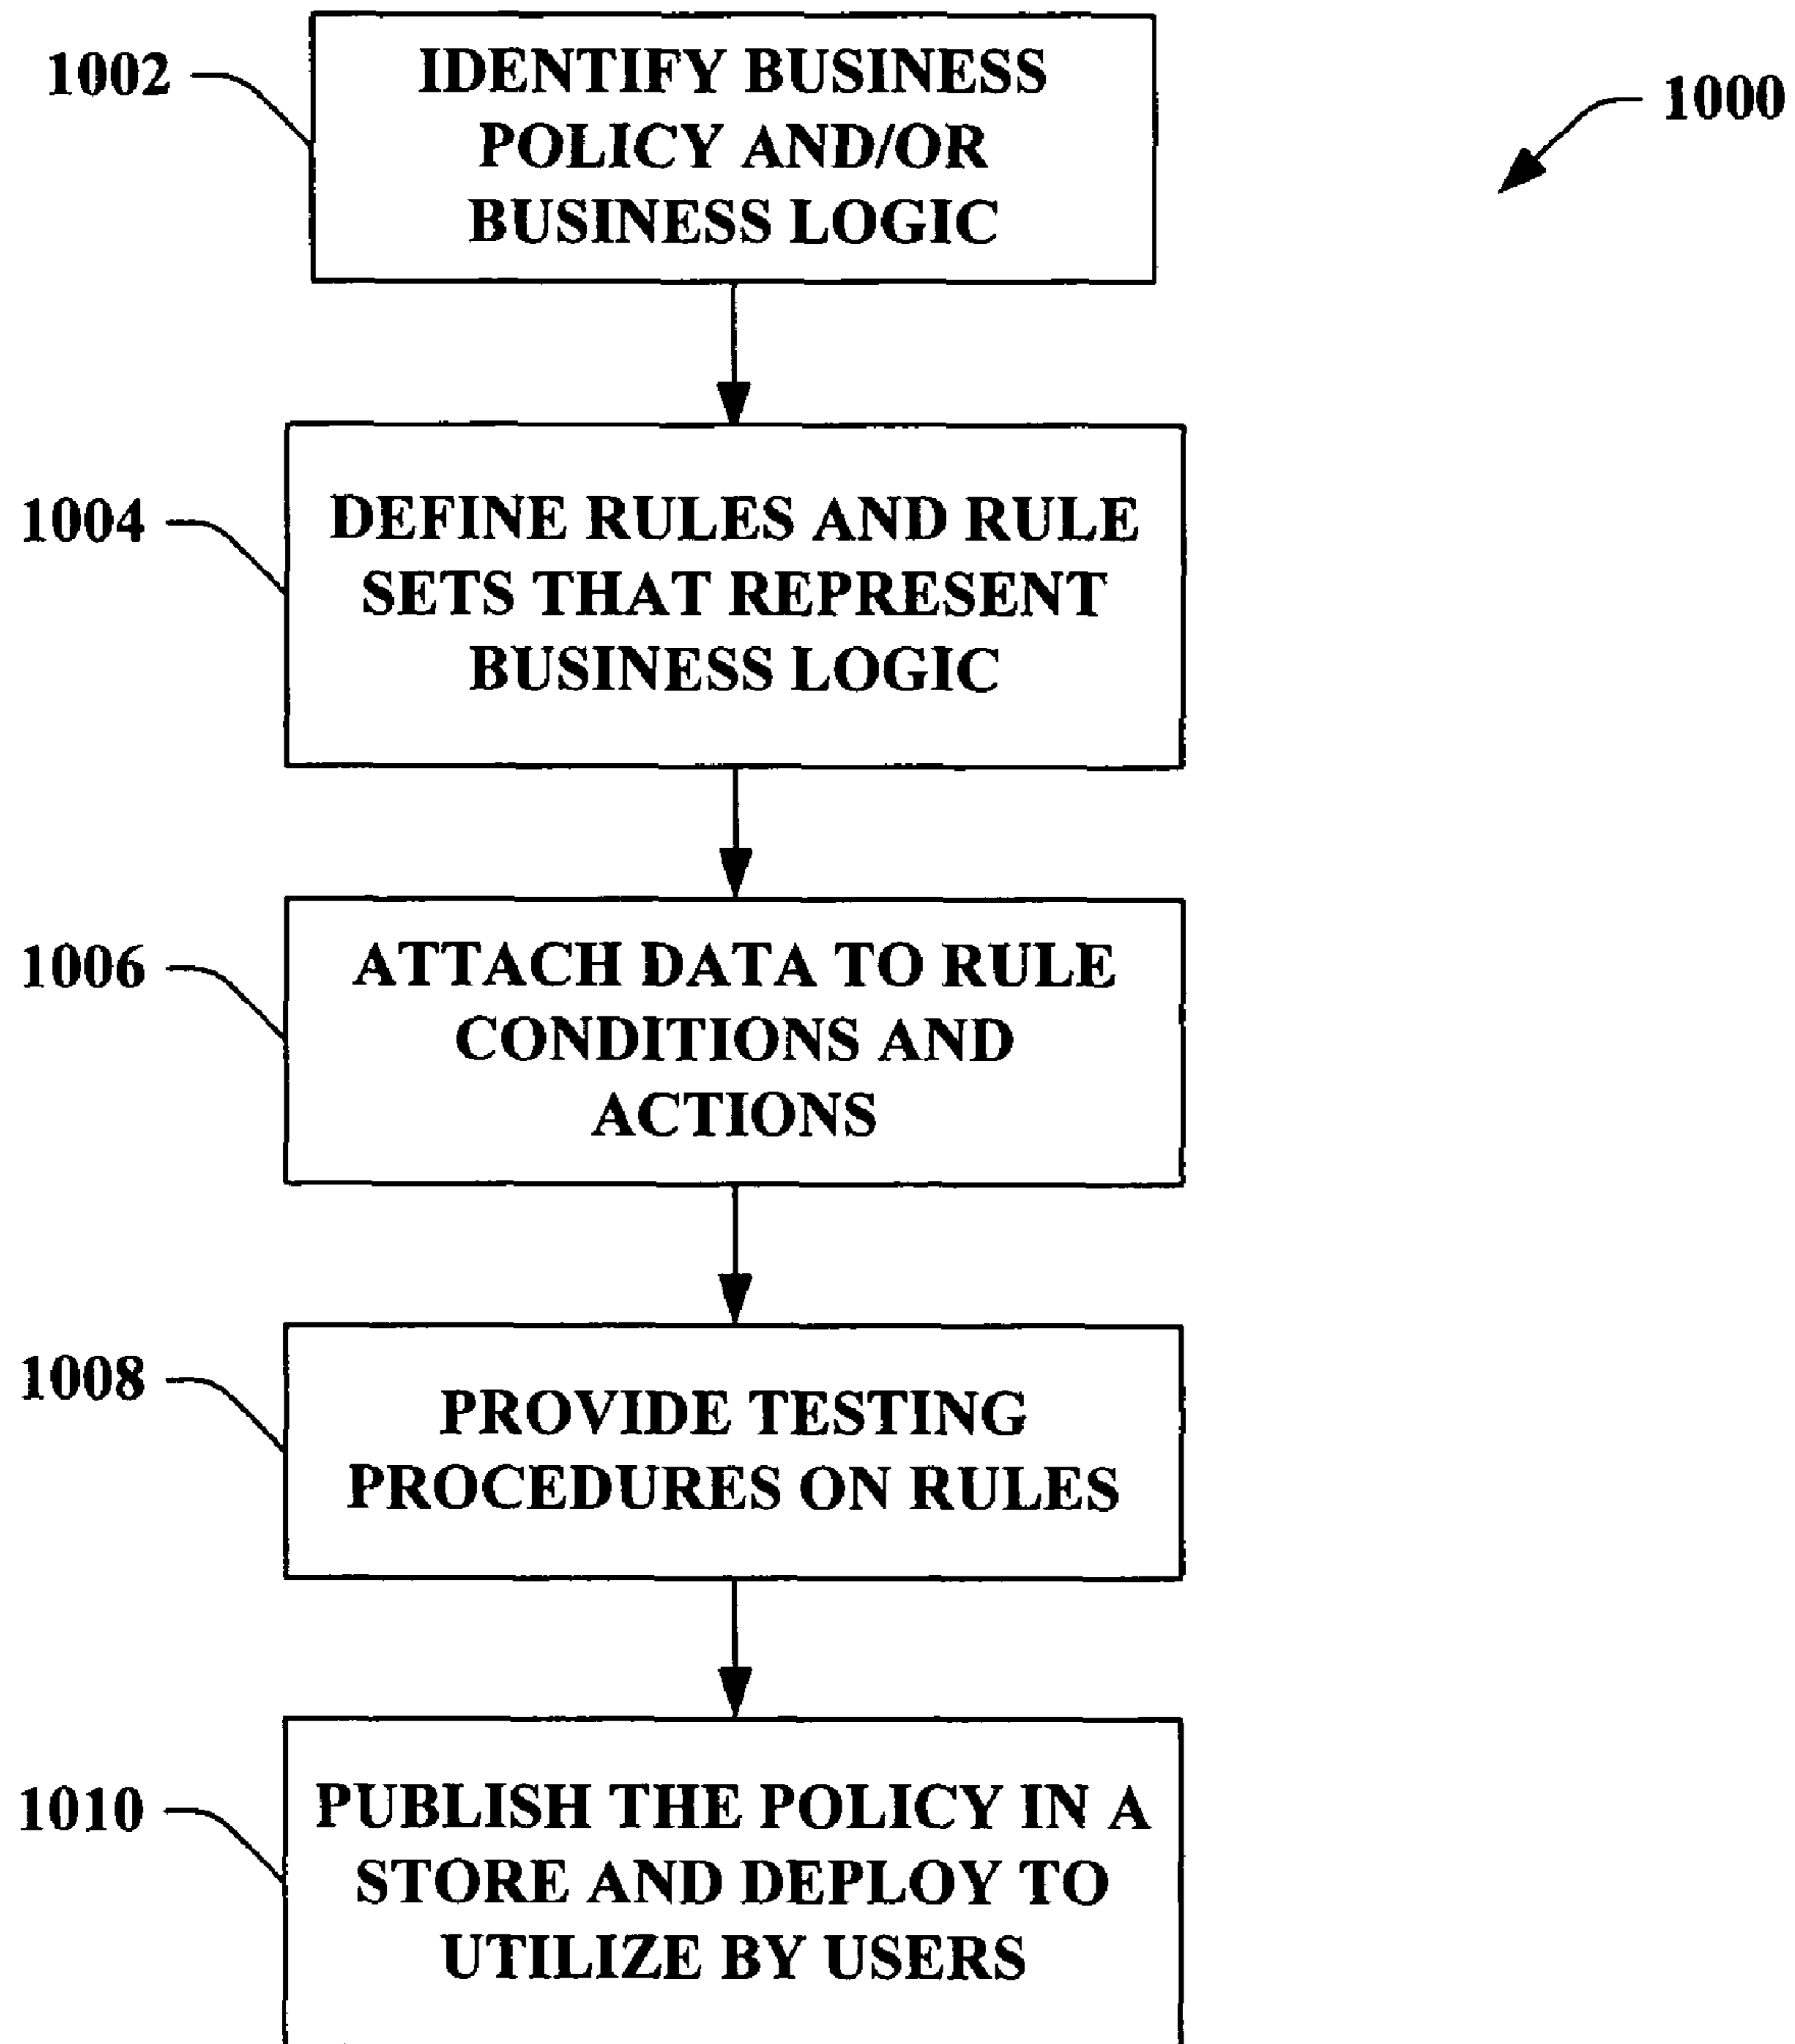 1002
IDENTIFY BUSINESS
POLICY AND/OR
BUSINESS LOGIC
1000
1004
DEFINE RULES AND RULE
SETS THAT REPRESENT
BUSINESS LOGIC
1006
ATTACH DATA TO RULE
CONDITIONS AND
ACTIONS
1008
PROVIDE TESTING
PROCEDURES ON RULES
1010
PUBLISH THE POLICY IN A
STORE AND DEPLOY TO
UTILIZE BY USERS